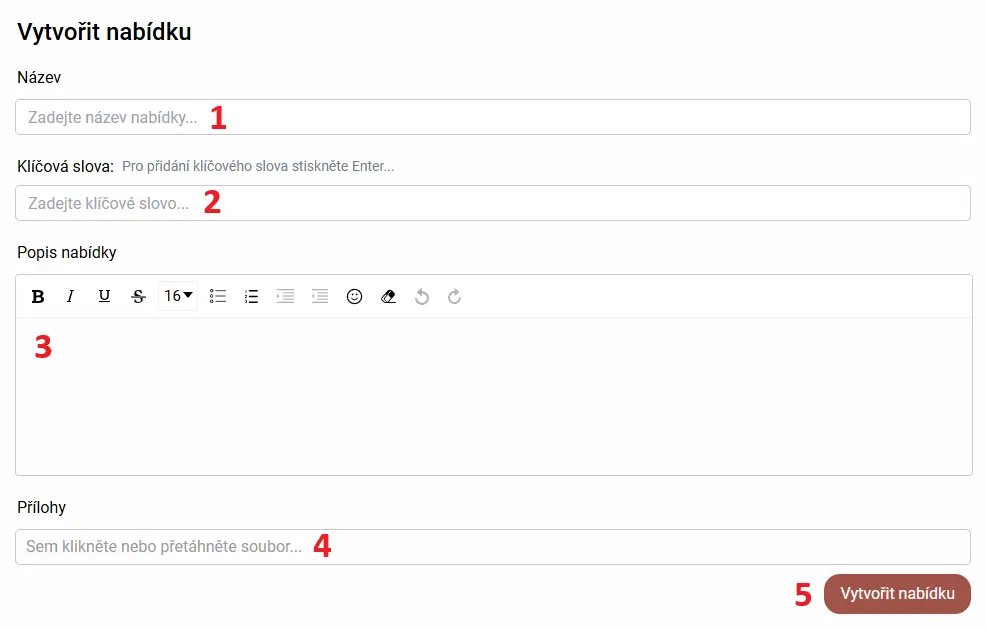 Vytvořit nabídku
Název
Zadejte název nabídky... 1
Klíčová slova: Pro přidání klíčového slova stiskněte Enter...
Zadejte klíčové slovo... 2
Popis nabídky
B I U S 16
3
Přílohy
Sem klikněte nebo přetáhněte soubor... 4
5 Vytvořit nabídku